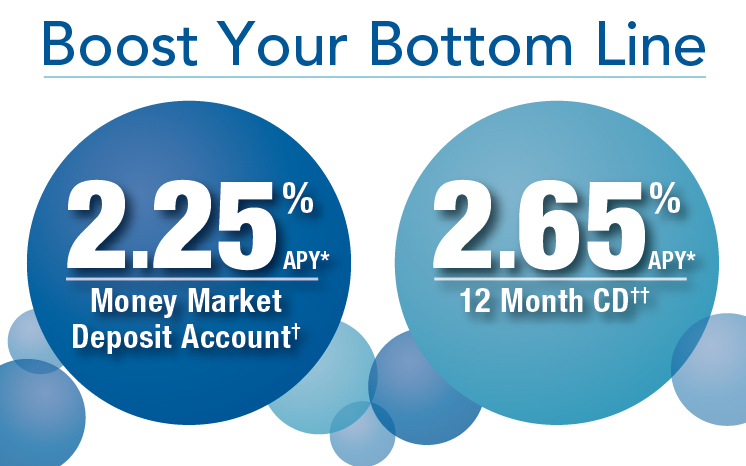 Boost Your Bottom Line
2.25% APY*
Money Market
Deposit Account†
2.65% APY*
12 Month CD††